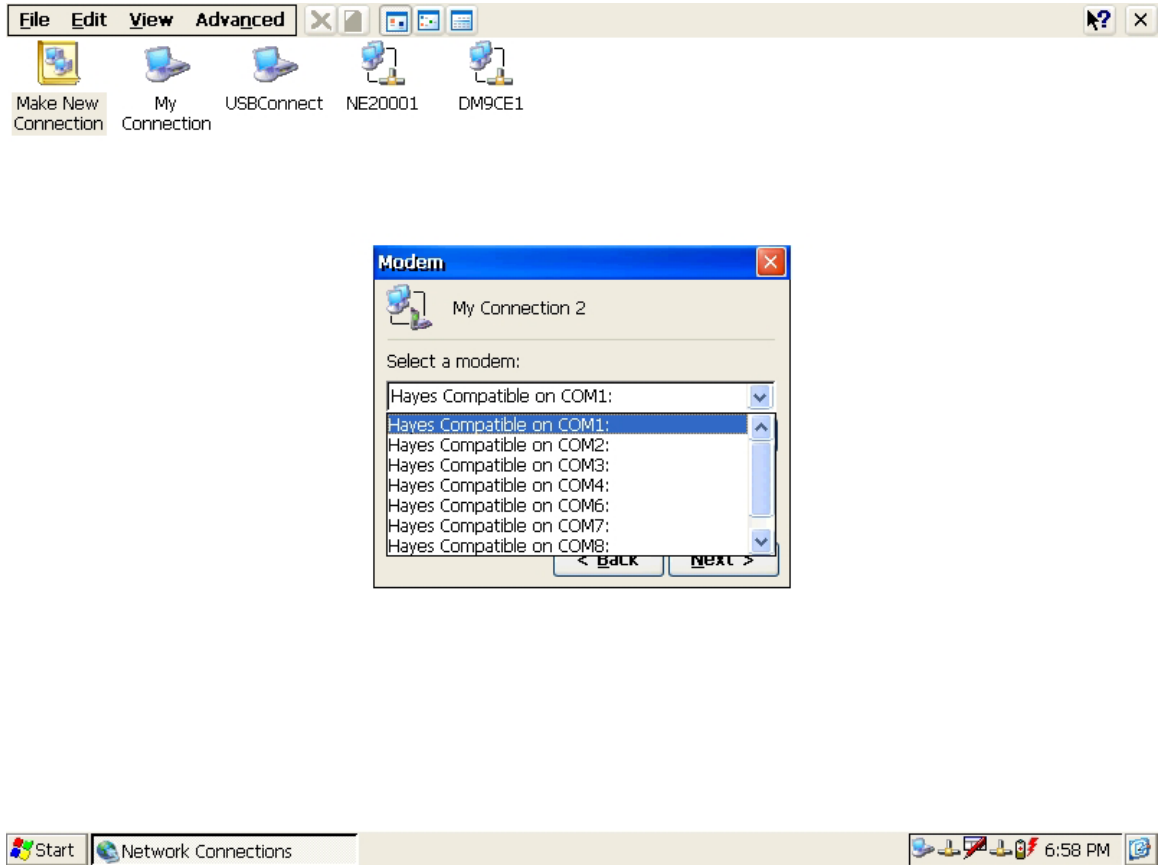 File Edit View Advanced ?
Make New Connection
My Connection
USBConnect
NE20001
DM9CE1
Modem
My Connection 2
Select a modem:
Hayes Compatible on COM1:
Hayes Compatible on COM1:
Hayes Compatible on COM2:
Hayes Compatible on COM3:
Hayes Compatible on COM4:
Hayes Compatible on COM6:
Hayes Compatible on COM7:
Hayes Compatible on COM8:
< Back Next >
Start Network Connections 6:58 PM